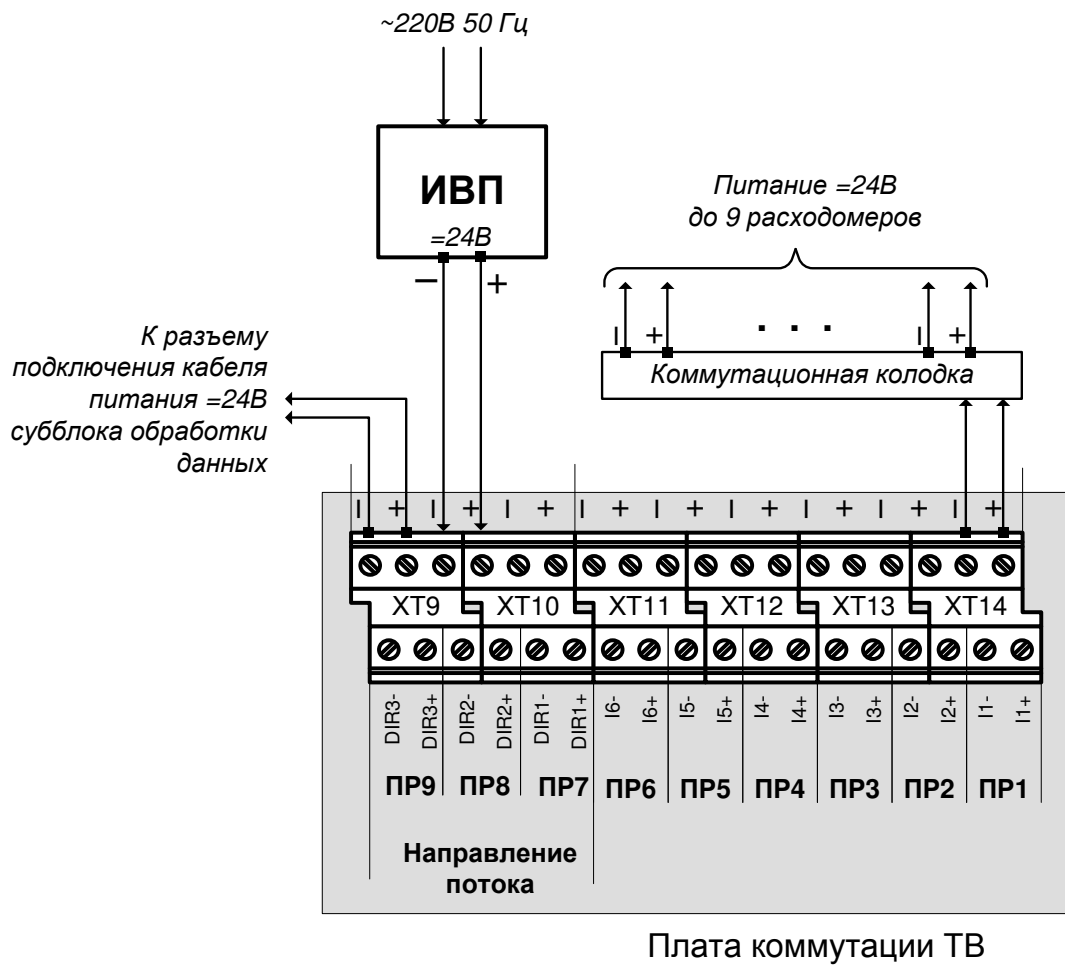 ~220В 50 Гц
ИВП
=24В
− +
Питание =24В
до 9 расходомеров
− + . . . − +
Коммутационная колодка
К разъему
подключения кабеля
питания =24В
субблока обработки
данных
− + − + − + − + − + − + − + − + − +
XT9 XT10 XT11 XT12 XT13 XT14
DIR3- DIR3+ DIR2- DIR2+ DIR1- DIR1+ I6- I6+ I5- I5+ I4- I4+ I3- I3+ I2- I2+ I1- I1+
ПР9 ПР8 ПР7 ПР6 ПР5 ПР4 ПР3 ПР2 ПР1
Направление
потока
Плата коммутации ТВ